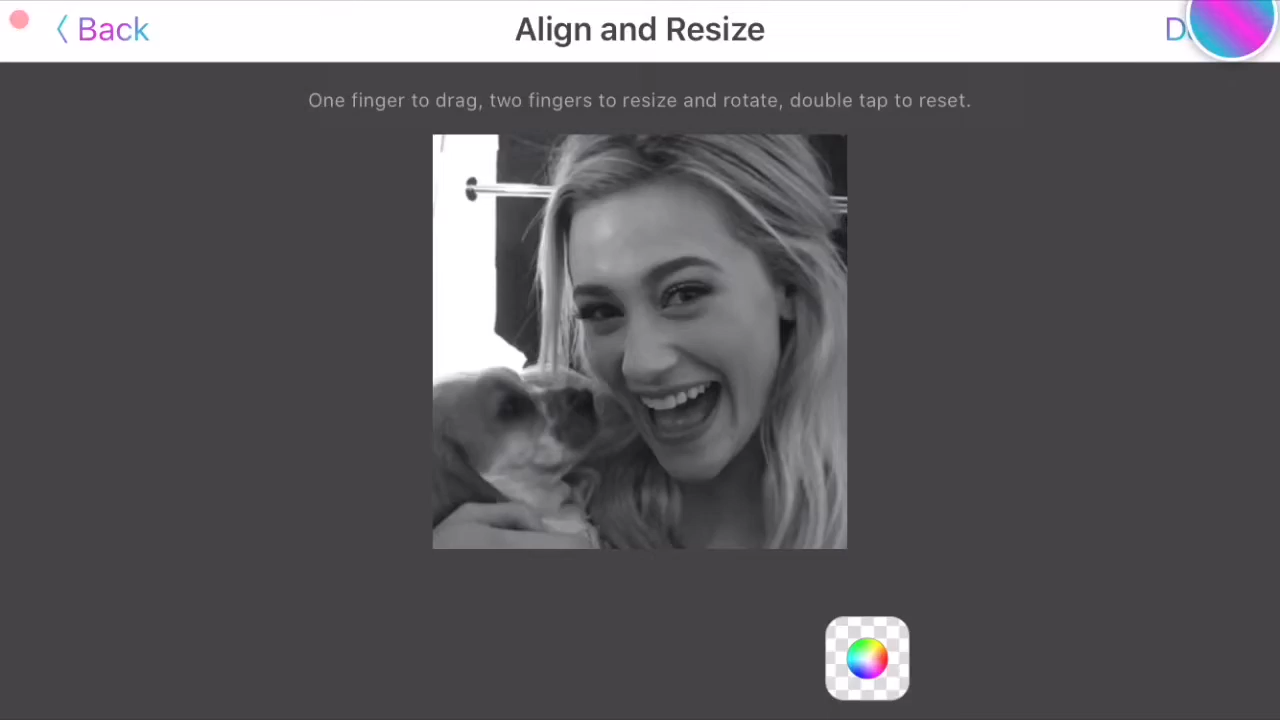 Back
Align and Resize
One finger to drag, two fingers to resize and rotate, double tap to reset.